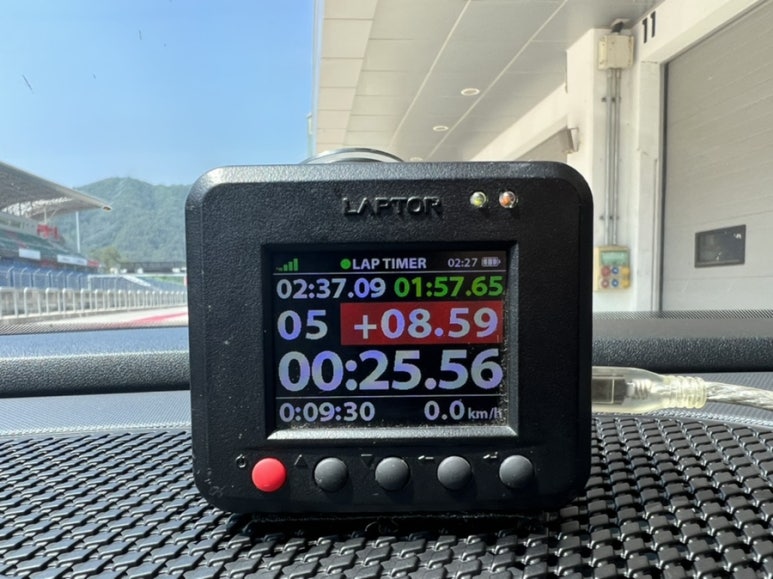 11
LAPTOR
LAP TIMER 02:27
02:37.09 01:57.65
05 +08.59
00:25.56
0:09:30 0.0 km/h